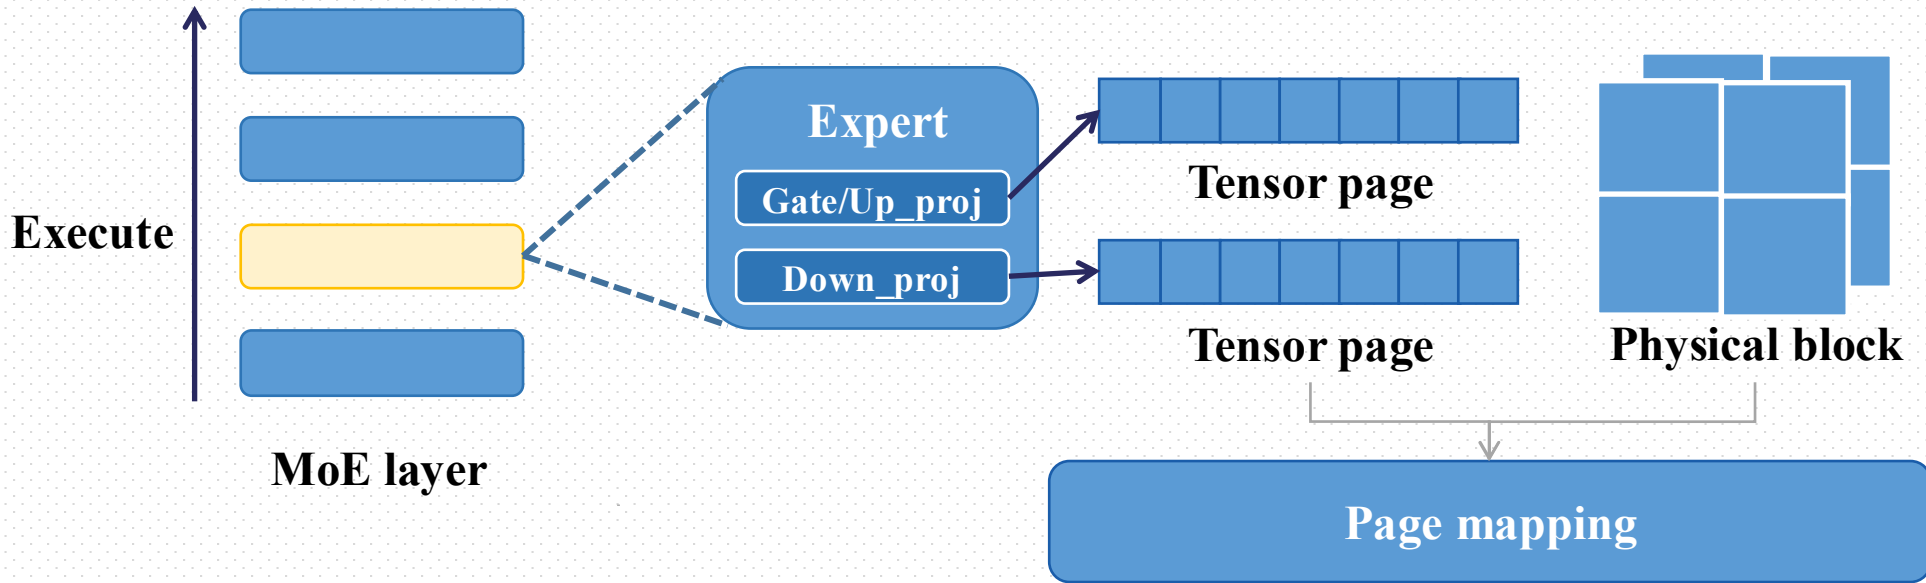 Execute
MoE layer
Expert
Gate/Up_proj
Down_proj
Tensor page
Tensor page
Physical block
Page mapping